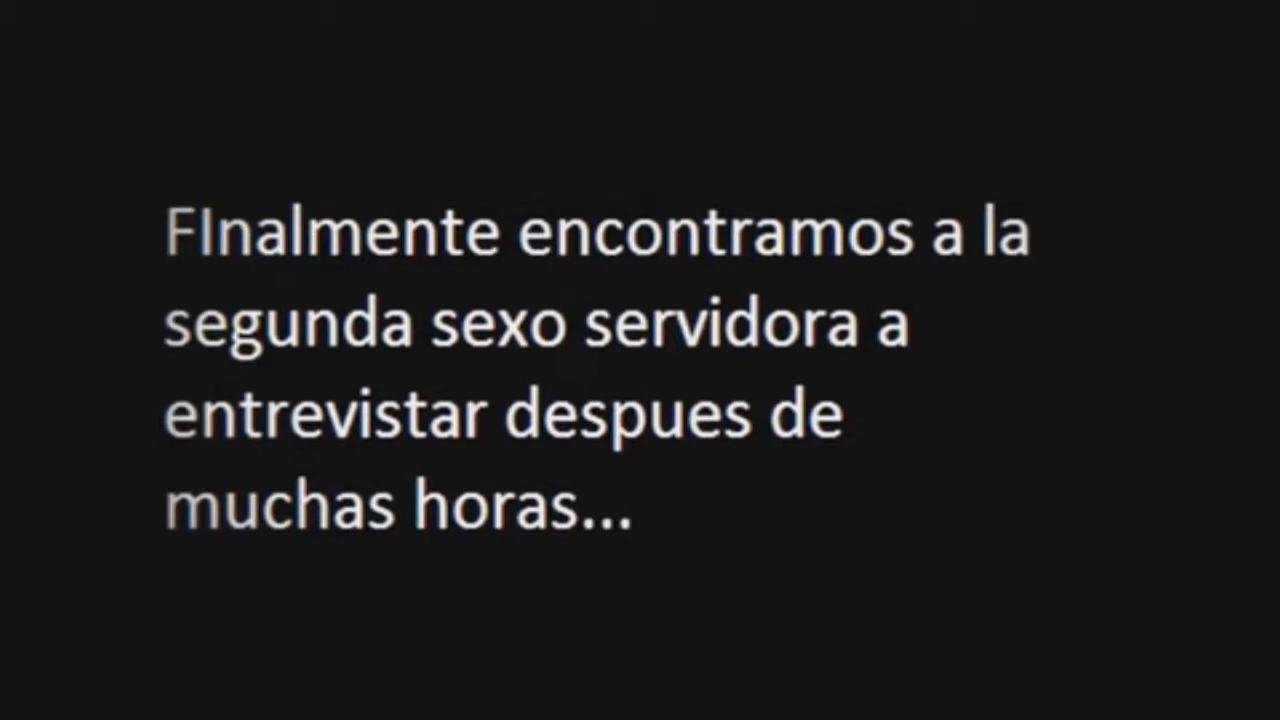 FInalmente encontramos a la
segunda sexo servidora a
entrevistar despues de
muchas horas...